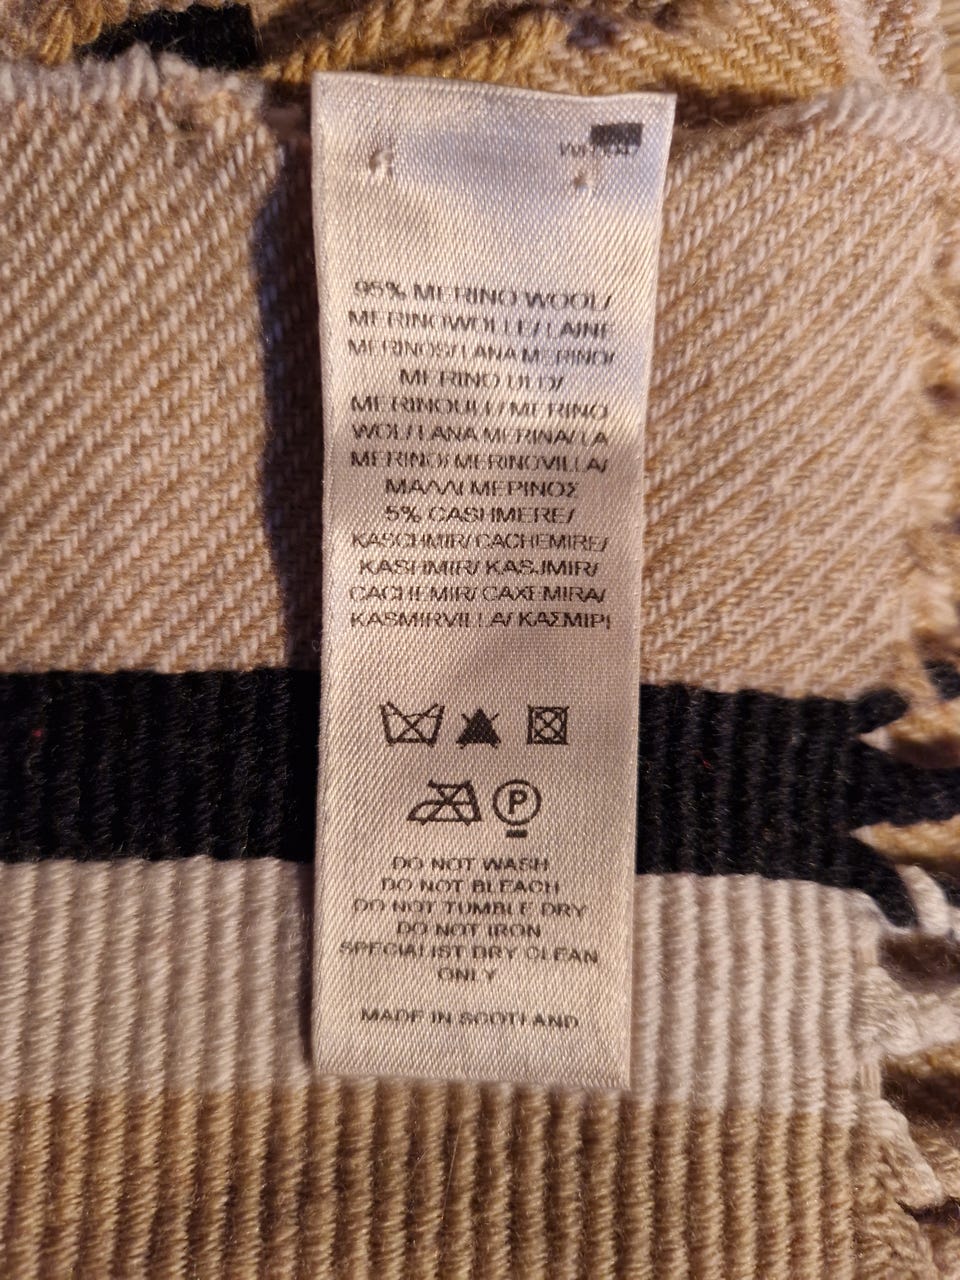 95% MERINO WOOL/
MERINOWOLLE/ LAINE
MERINOS/ LANA MERINO/
MERINO ULD/
MERINOULL/ MERINO
WOL/ LANA MERINA/ LA
MERINO/ MERINOVILLA/
ΜΑΛΛΙ ΜΕΡΙΝΟΣ
5% CASHMERE/
KASCHMIR/ CACHEMIRE/
KASHMIR/ KASJMIR/
CACHEMIR/ CAXEMIRA/
KASMIRVILLA/ ΚΑΣΜΙΡΙ
P
DO NOT WASH
DO NOT BLEACH
DO NOT TUMBLE DRY
DO NOT IRON
SPECIALIST DRY CLEAN
ONLY
MADE IN SCOTLAND